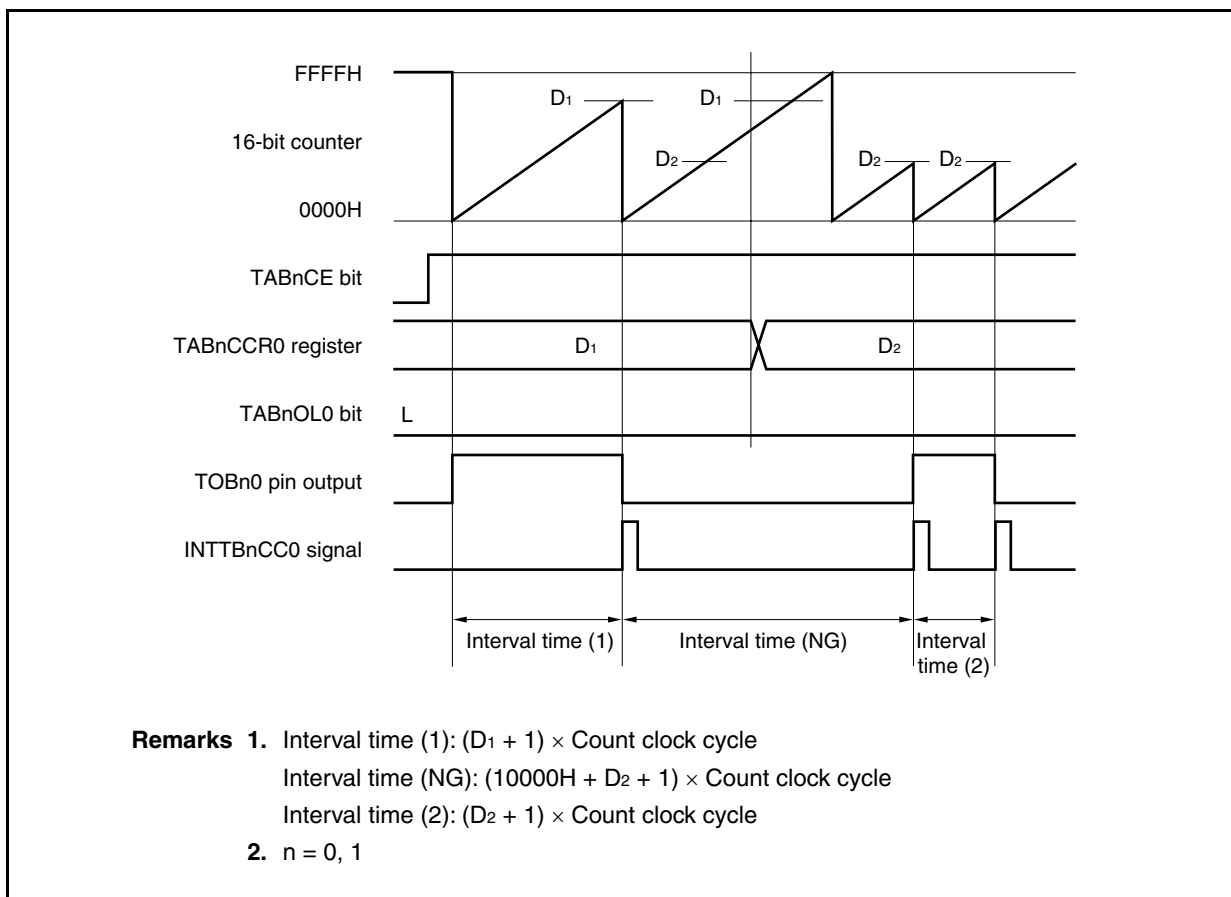 FFFFH
D1 D1
16-bit counter
D2 D2 D2
0000H
TABnCE bit
TABnCCR0 register D1 D2
TABnOL0 bit L
TOBn0 pin output
INTTBnCC0 signal
Interval time (1) Interval time (NG) Interval
time (2)
Remarks 1. Interval time (1): (D1 + 1) × Count clock cycle
Interval time (NG): (10000H + D2 + 1) × Count clock cycle
Interval time (2): (D2 + 1) × Count clock cycle
2. n = 0, 1